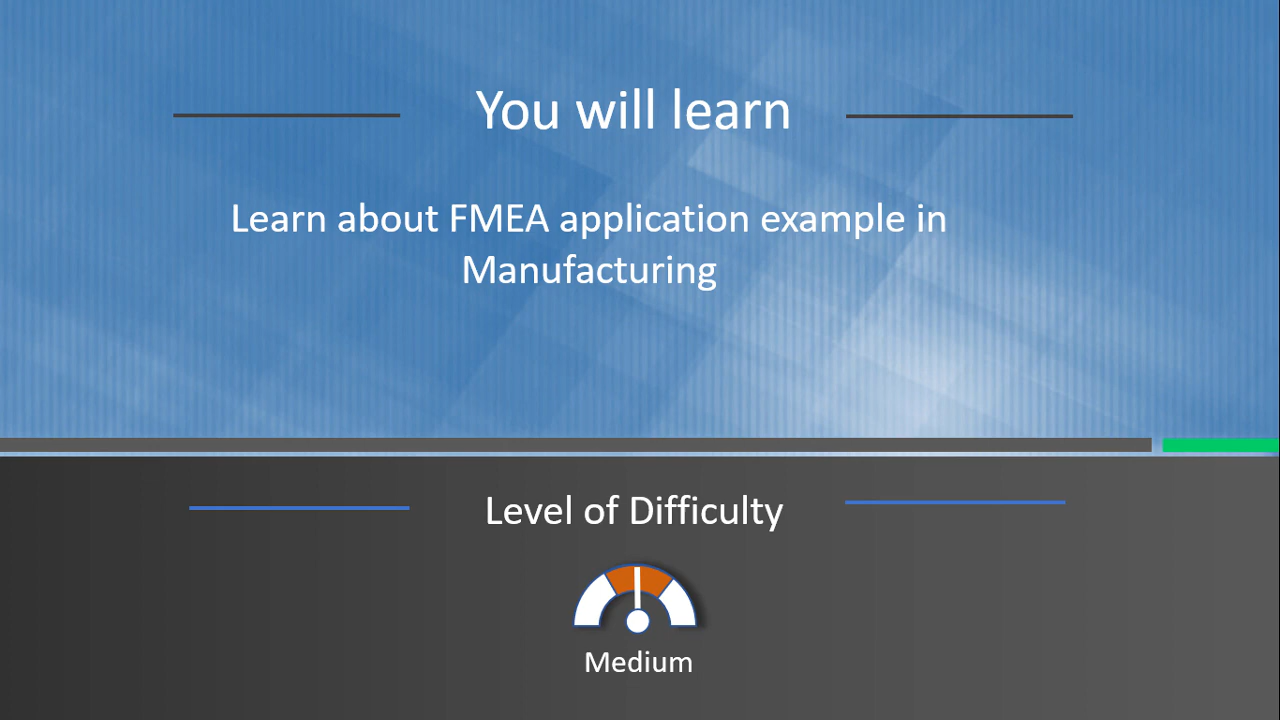 You will learn
Learn about FMEA application example in
Manufacturing
Level of Difficulty
Medium